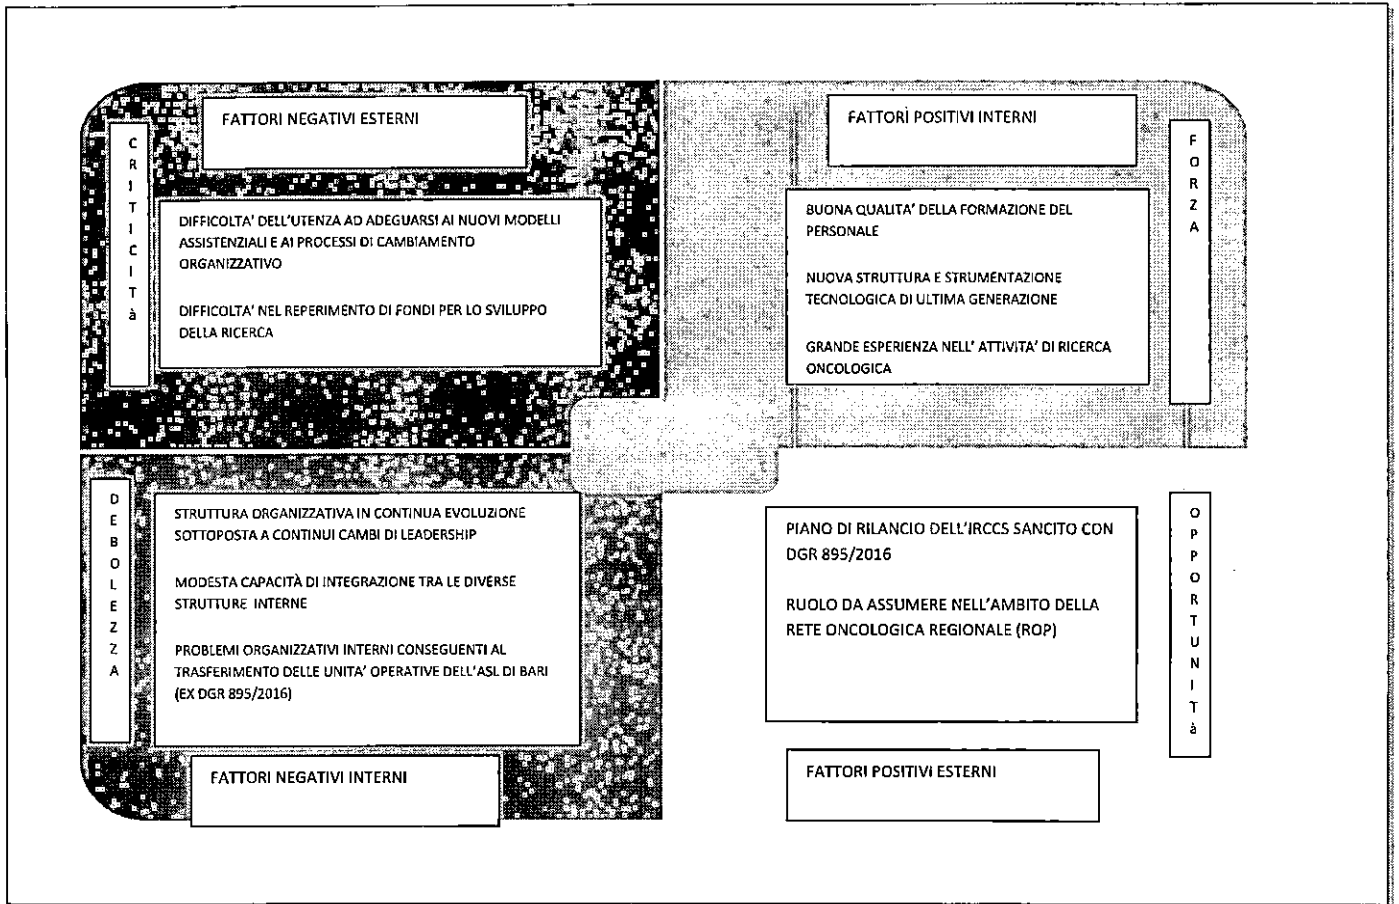 FATTORI NEGATIVI ESTERNI
CRITICITà
DIFFICOLTA' DELL'UTENZA AD ADEGUARSI AI NUOVI MODELLI
ASSISTENZIALI E AI PROCESSI DI CAMBIAMENTO
ORGANIZZATIVO
DIFFICOLTA' NEL REPERIMENTO DI FONDI PER LO SVILUPPO
DELLA RICERCA
FATTORI POSITIVI INTERNI
FORZA
BUONA QUALITA' DELLA FORMAZIONE DEL
PERSONALE
NUOVA STRUTTURA E STRUMENTAZIONE
TECNOLOGICA DI ULTIMA GENERAZIONE
GRANDE ESPERIENZA NELL' ATTIVITA' DI RICERCA
ONCOLOGICA
DEBOLEZZA
STRUTTURA ORGANIZZATIVA IN CONTINUA EVOLUZIONE
SOTTOPOSTA A CONTINUI CAMBI DI LEADERSHIP
MODESTA CAPACITÀ DI INTEGRAZIONE TRA LE DIVERSE
STRUTTURE INTERNE
PROBLEMI ORGANIZZATIVI INTERNI CONSEGUENTI AL
TRASFERIMENTO DELLE UNITA' OPERATIVE DELL'ASL DI BARI
(EX DGR 895/2016)
FATTORI NEGATIVI INTERNI
PIANO DI RILANCIO DELL'IRCCS SANCITO CON
DGR 895/2016
RUOLO DA ASSUMERE NELL'AMBITO DELLA
RETE ONCOLOGICA REGIONALE (ROP)
OPPORTUNITà
FATTORI POSITIVI ESTERNI